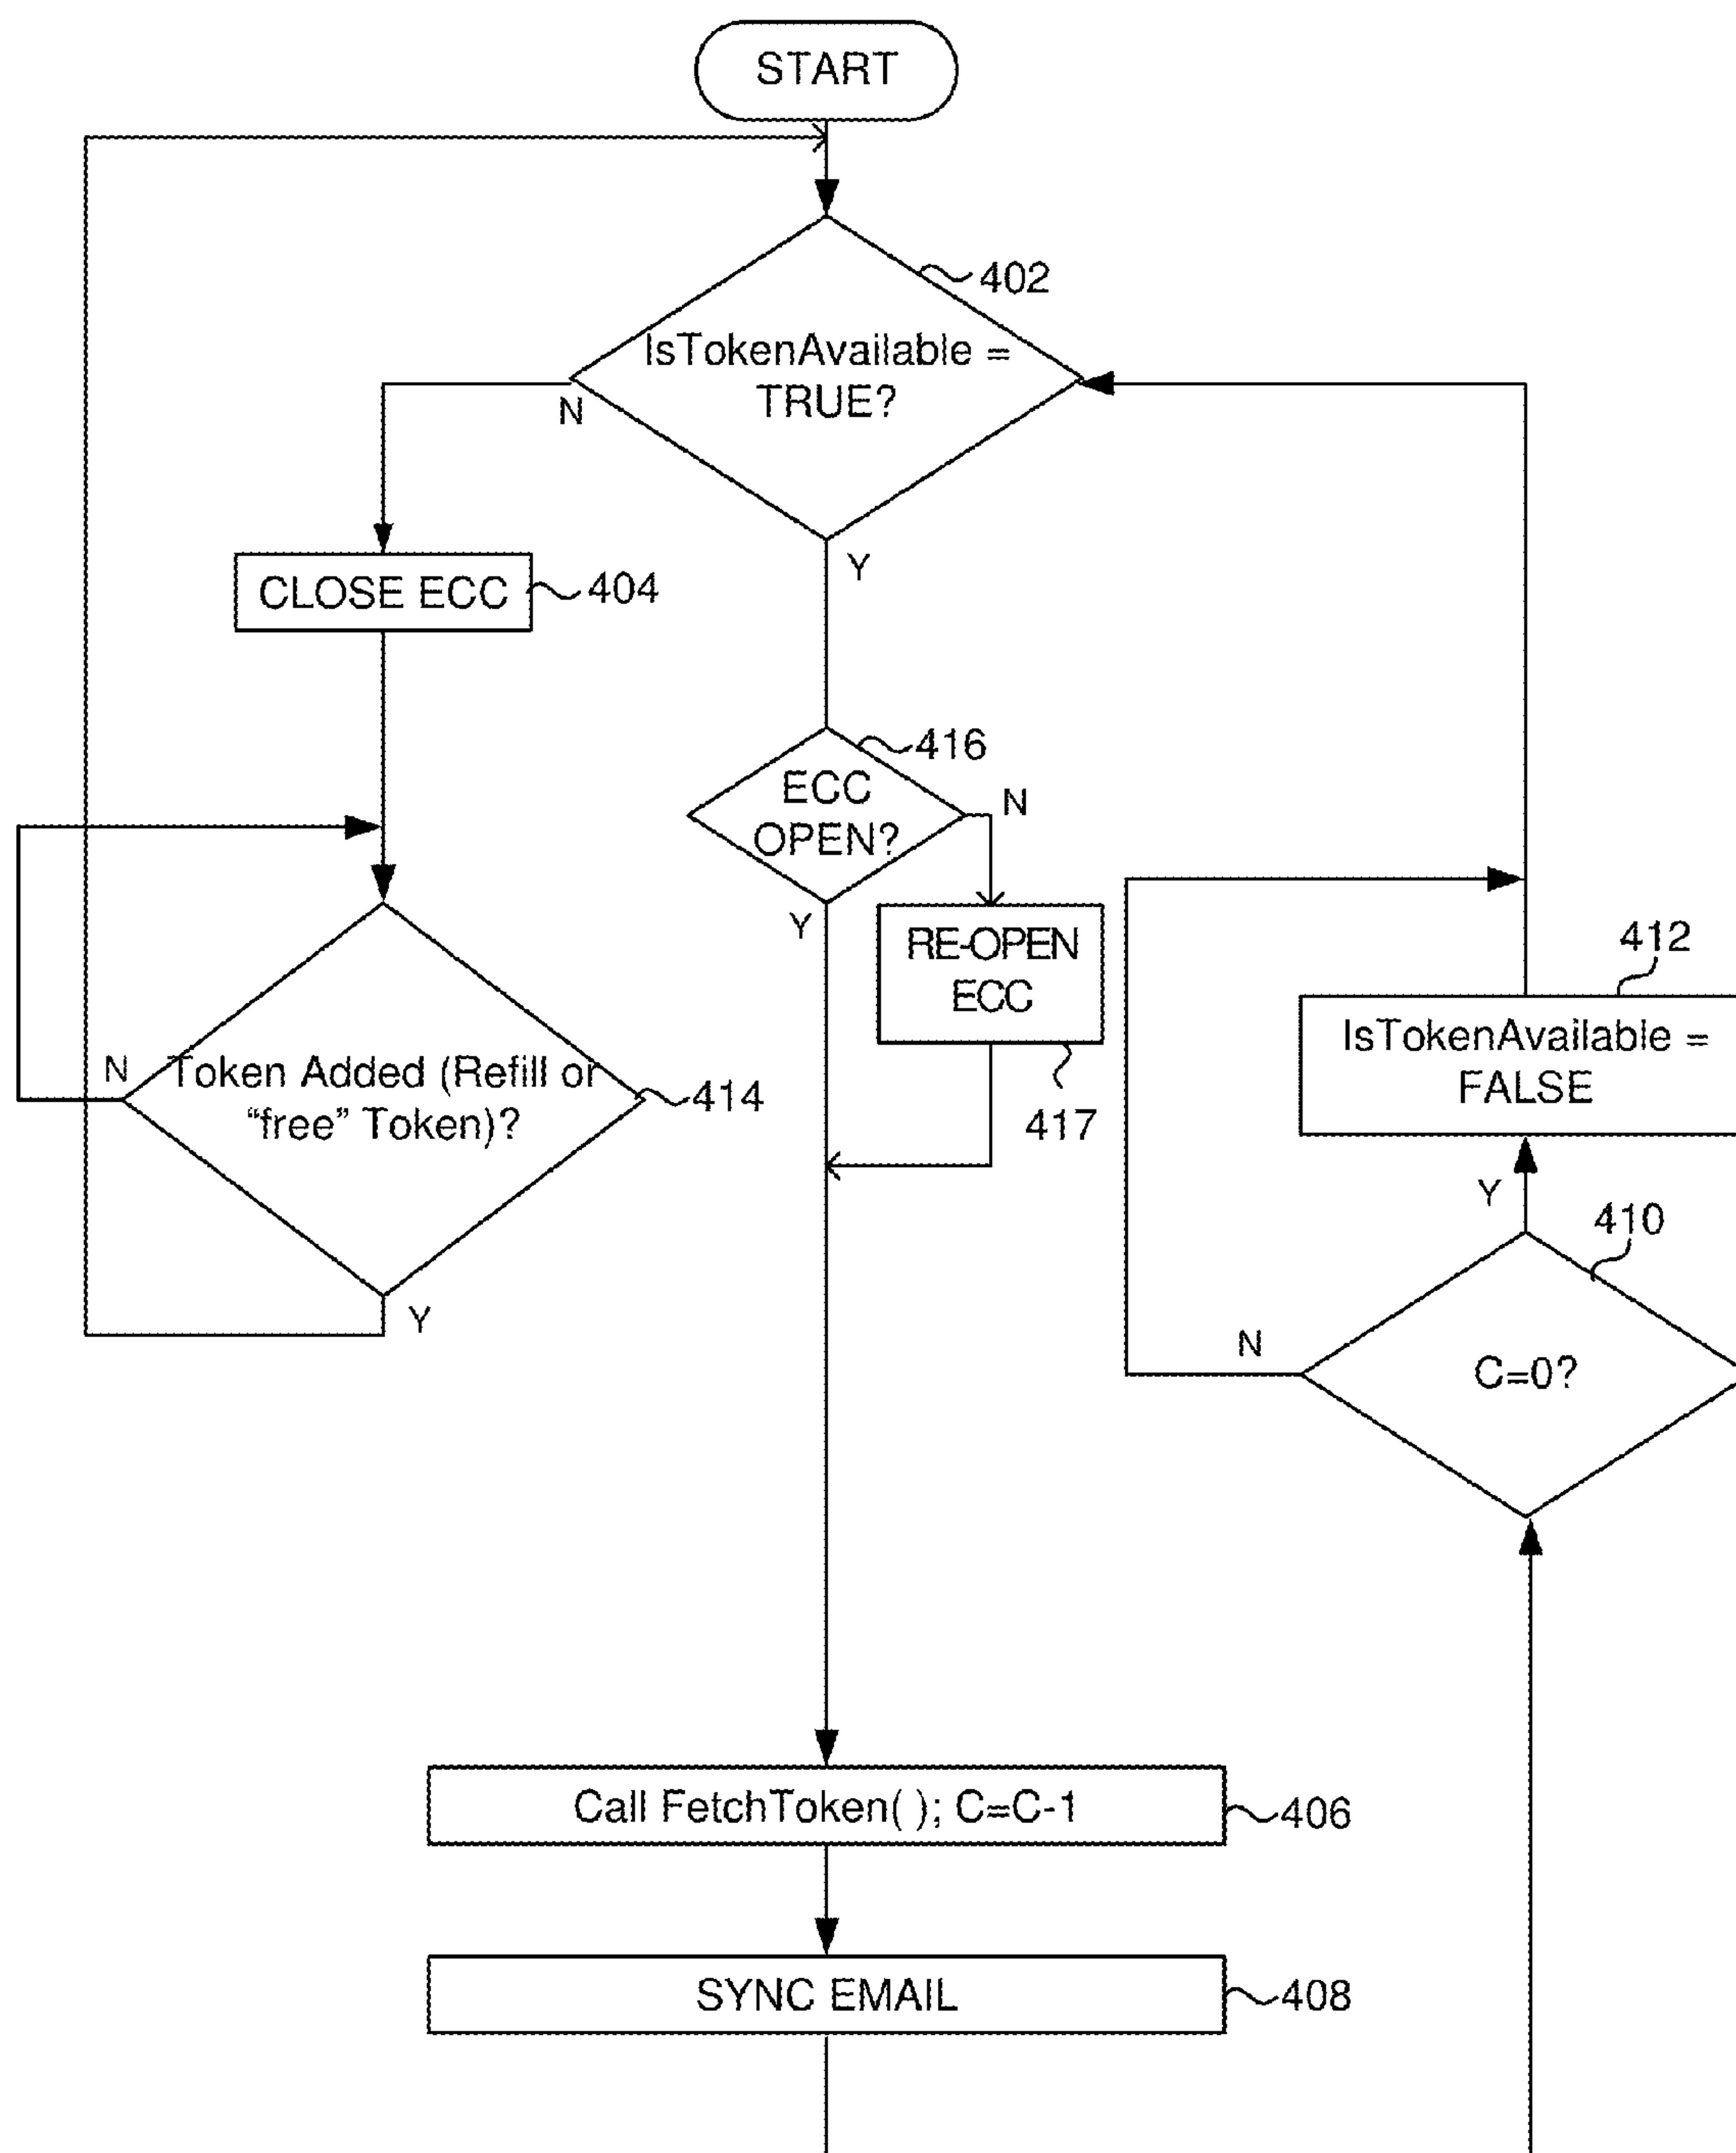 START
402
IsTokenAvailable =
TRUE?
N
Y
CLOSE ECC
404
416
ECC
OPEN?
N
Y
RE-OPEN
ECC
417
412
IsTokenAvailable =
FALSE
Y
410
C=0?
N
N
Token Added (Refill or
“free” Token)?
414
Y
Call FetchToken( ); C=C-1
406
SYNC EMAIL
408